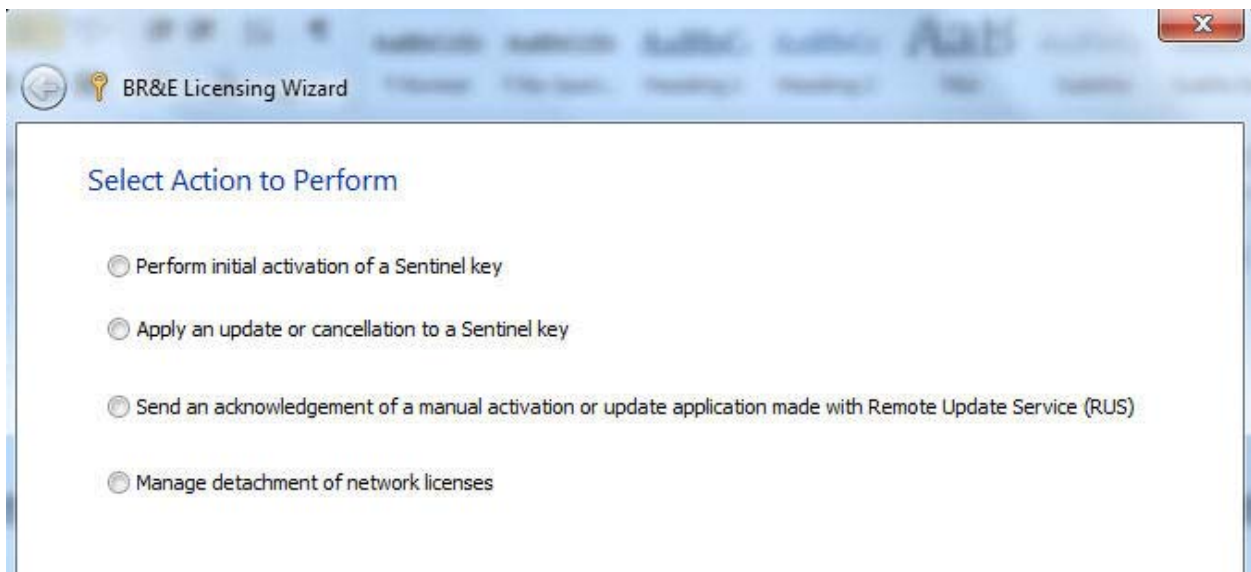 BR&E Licensing Wizard
Select Action to Perform
Perform initial activation of a Sentinel key
Apply an update or cancellation to a Sentinel key
Send an acknowledgement of a manual activation or update application made with Remote Update Service (RUS)
Manage detachment of network licenses